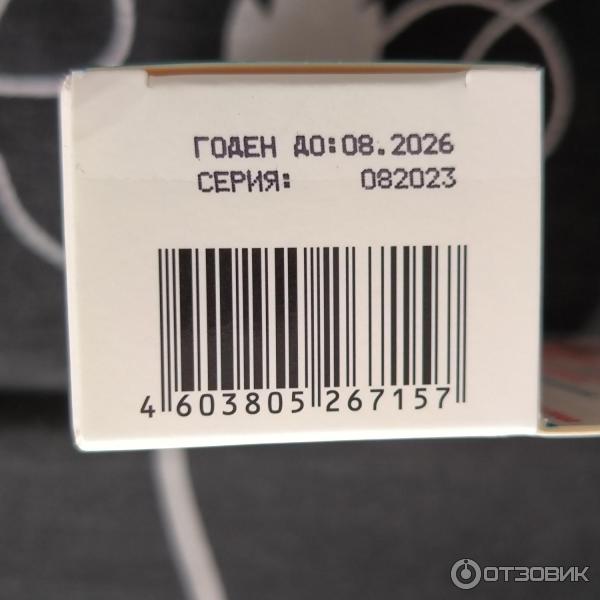 ГОДЕН ДО:08.2026
СЕРИЯ: 082023
4 603805 267157
ОТЗОВИК